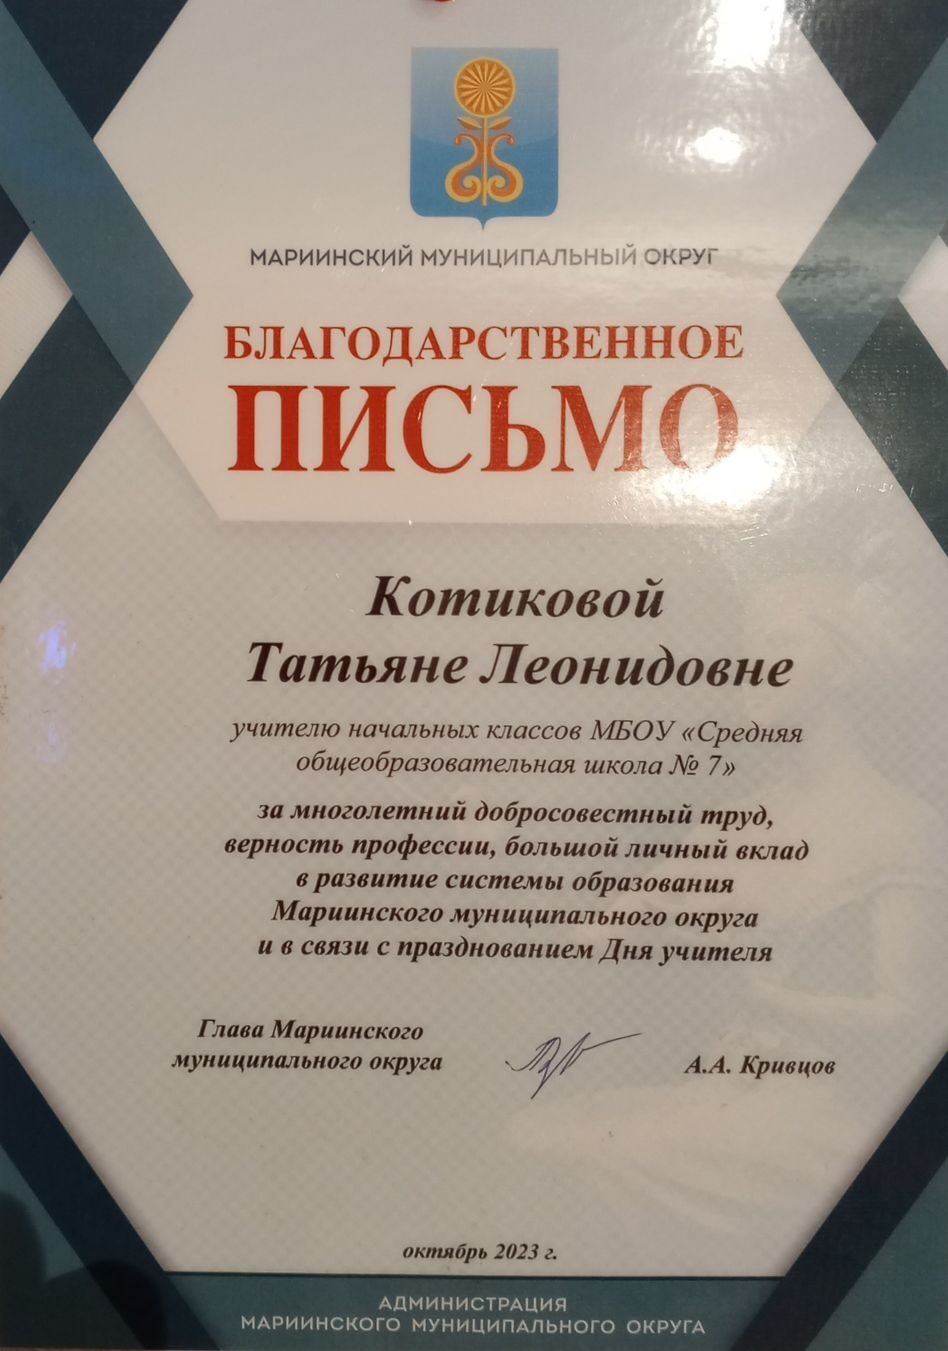 МАРИИНСКИЙ МУНИЦИПАЛЬНЫЙ ОКРУГ
БЛАГОДАРСТВЕННОЕ
ПИСЬМО
Котиковой
Татьяне Леонидовне
учителю начальных классов МБОУ «Средняя
общеобразовательная школа № 7»
за многолетний добросовестный труд,
верность профессии, большой личный вклад
в развитие системы образования
Мариинского муниципального округа
и в связи с празднованием Дня учителя
Глава Мариинского
муниципального округа
А.А. Кривцов
октябрь 2023 г.
АДМИНИСТРАЦИЯ
МАРИИНСКОГО МУНИЦИПАЛЬНОГО ОКРУГА